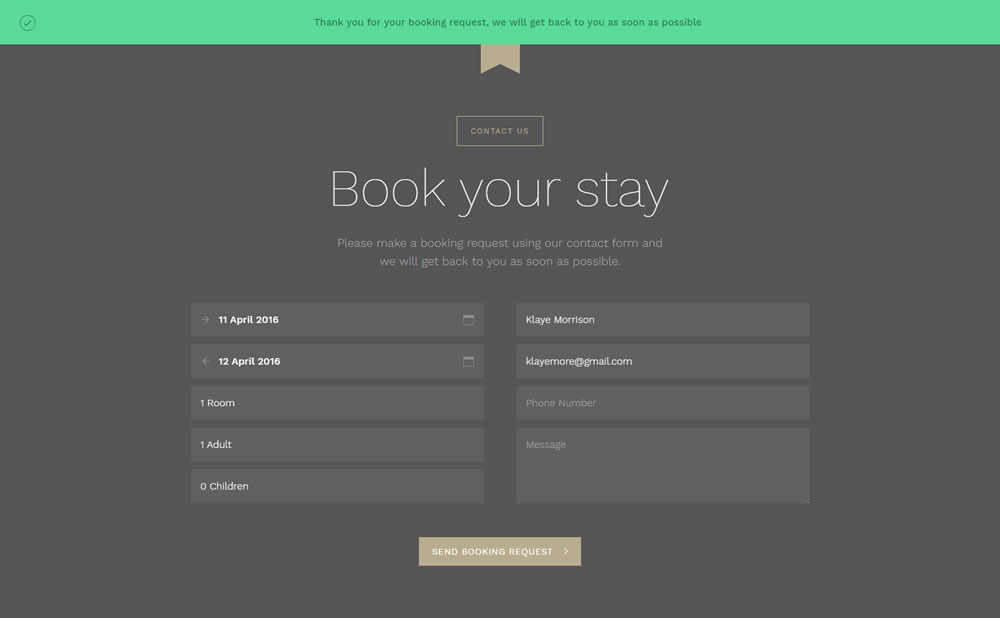 Thank you for your booking request, we will get back to you as soon as possible
CONTACT US
Book your stay
Please make a booking request using our contact form and
we will get back to you as soon as possible.
11 April 2016
12 April 2016
1 Room
1 Adult
0 Children
Klaye Morrison
klayemore@gmail.com
Phone Number
Message
SEND BOOKING REQUEST